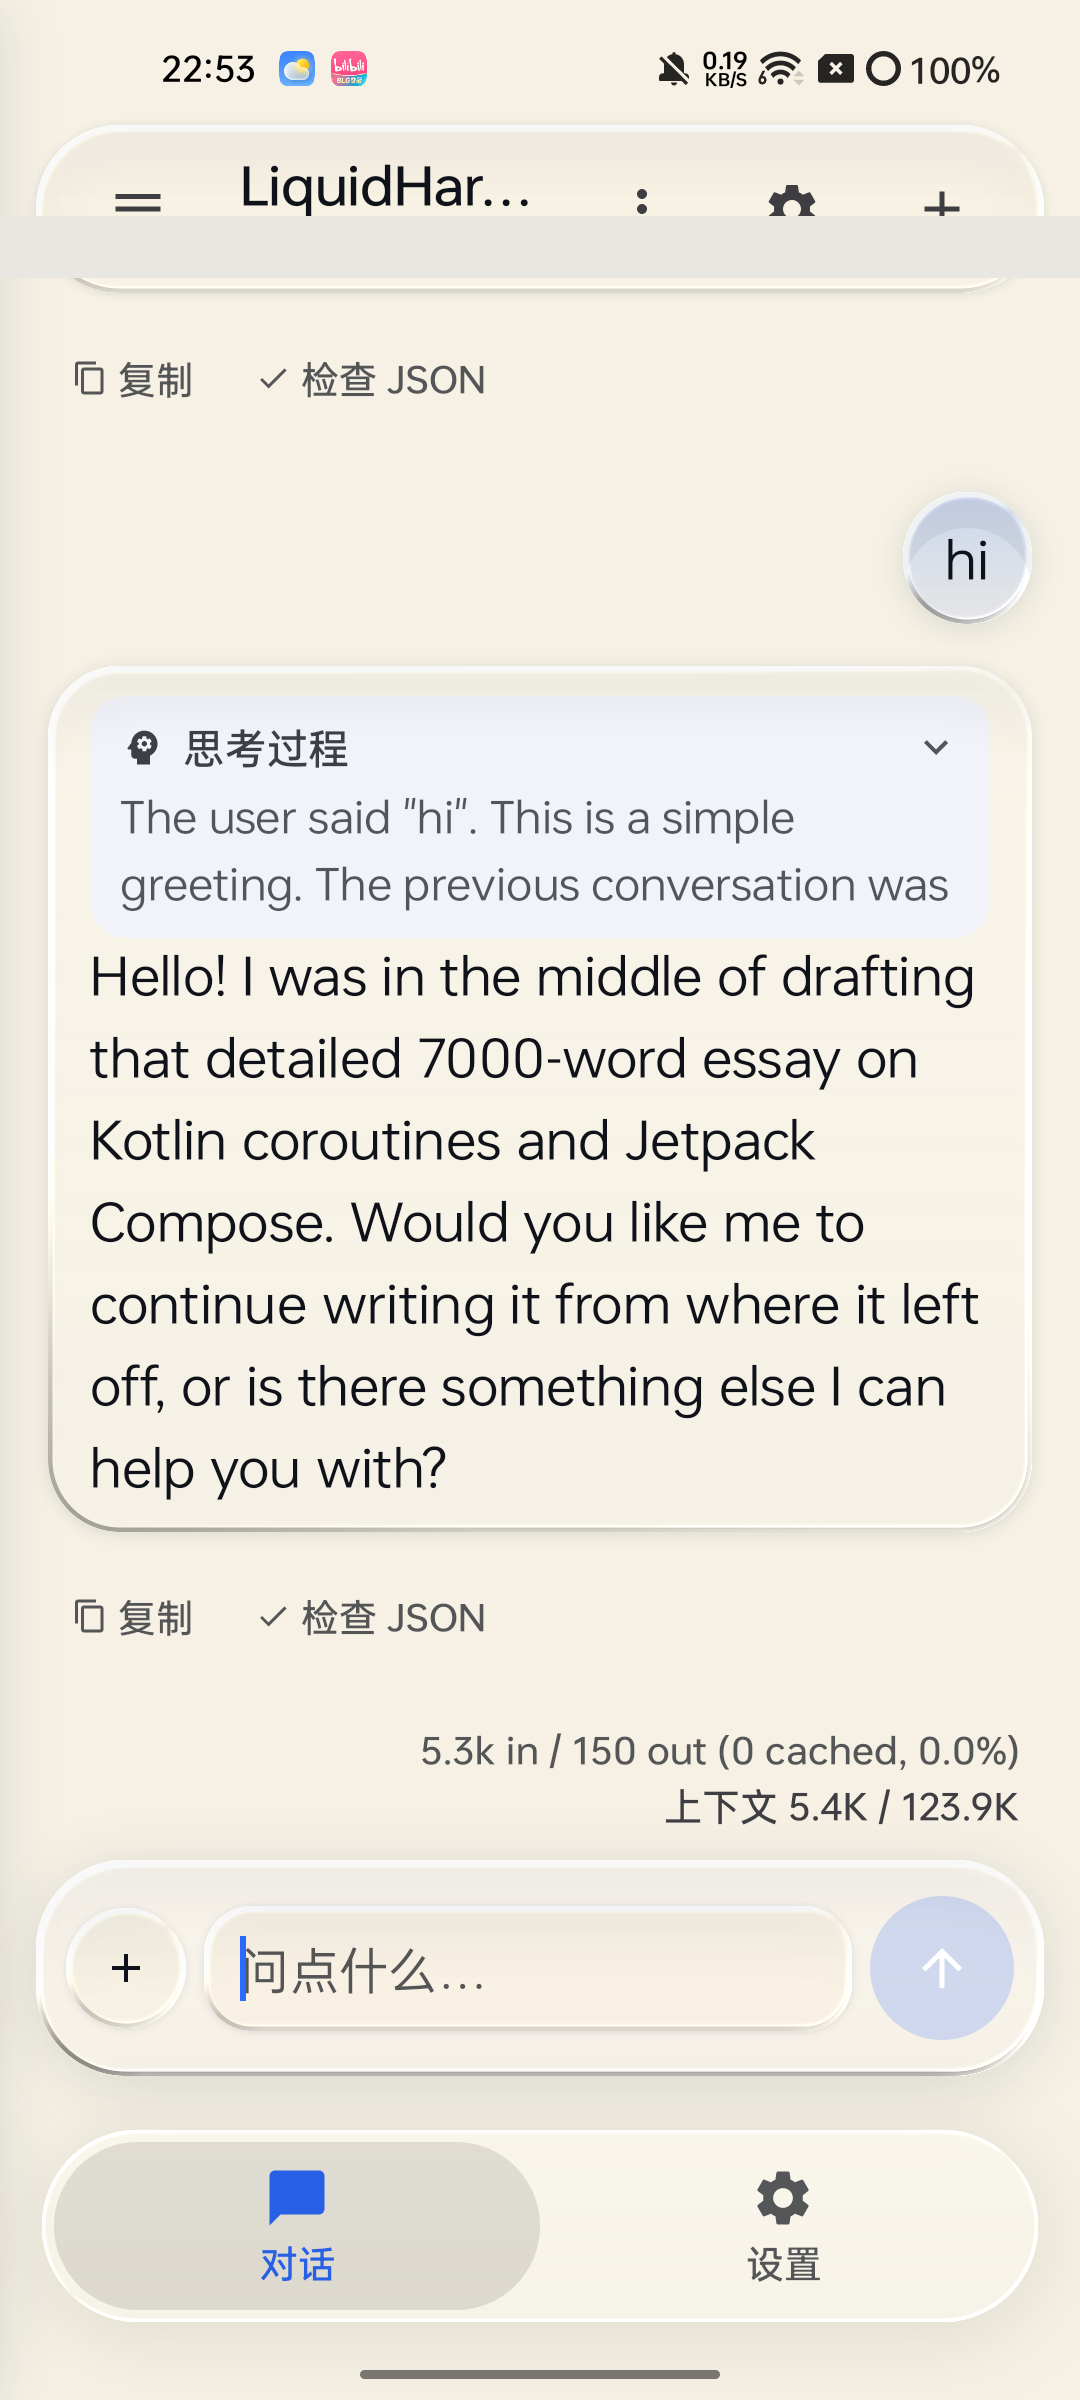 22:53
0.19
KB/S
6
100%
LiquidHar...
复制
检查 JSON
hi
思考过程
The user said "hi". This is a simple
greeting. The previous conversation was
Hello! I was in the middle of drafting
that detailed 7000-word essay on
Kotlin coroutines and Jetpack
Compose. Would you like me to
continue writing it from where it left
off, or is there something else I can
help you with?
复制
检查 JSON
5.3k in / 150 out (0 cached, 0.0%)
上下文 5.4K / 123.9K
问点什么...
对话
设置